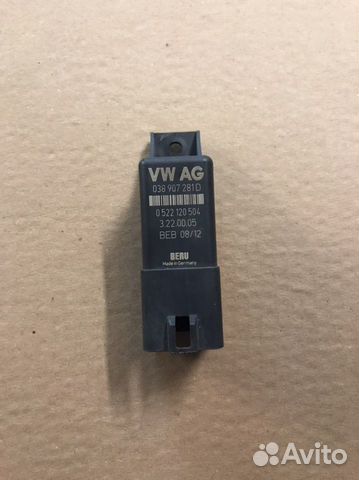 VW AG
038 907 281D
0 522 120 504
3.22.00.05
BEB 08/12
BERU
Made in Germany
Avito